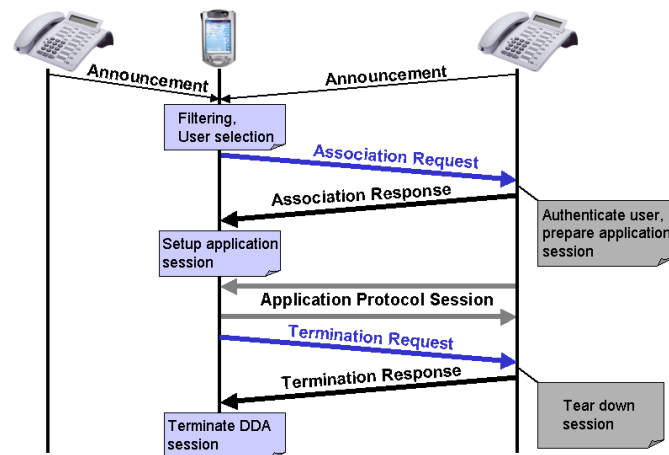 Announcement
Announcement
Filtering,
User selection
Association Request
Association Response
Authenticate user,
prepare application
session
Setup application
session
Application Protocol Session
Termination Request
Termination Response
Tear down
session
Terminate DDA
session